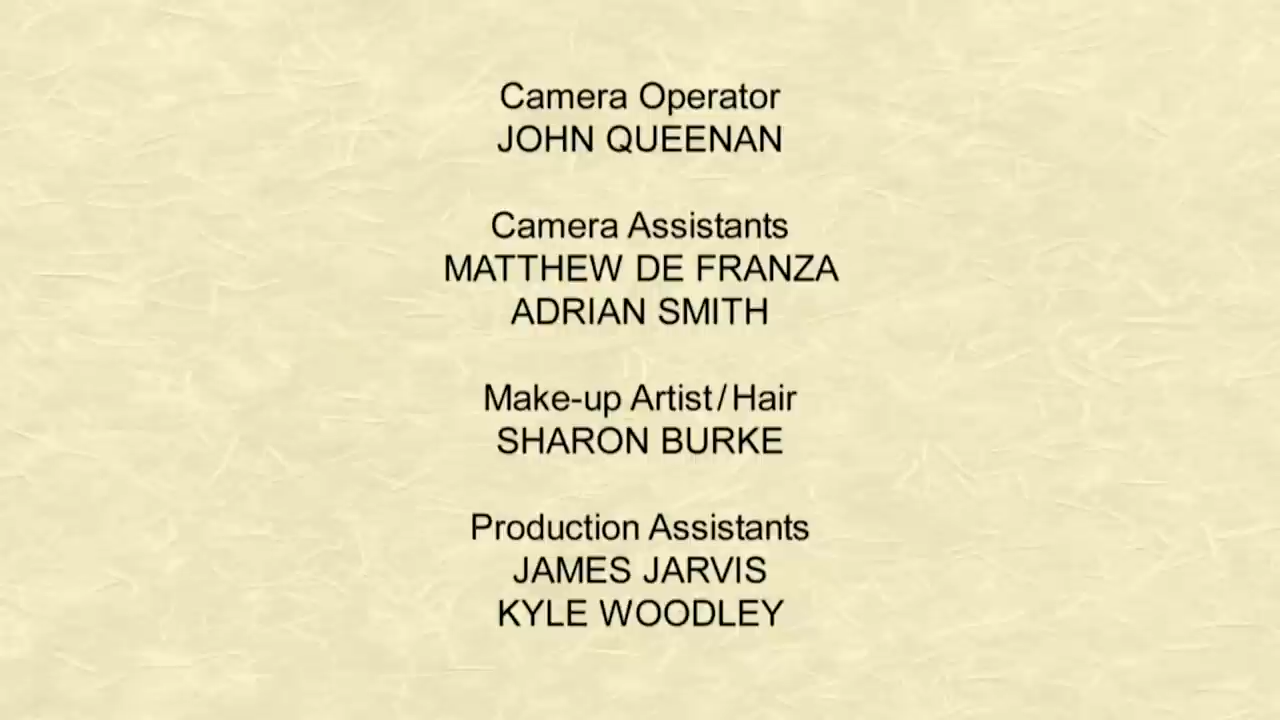 Camera Operator
JOHN QUEENAN
Camera Assistants
MATTHEW DE FRANZA
ADRIAN SMITH
Make-up Artist/Hair
SHARON BURKE
Production Assistants
JAMES JARVIS
KYLE WOODLEY